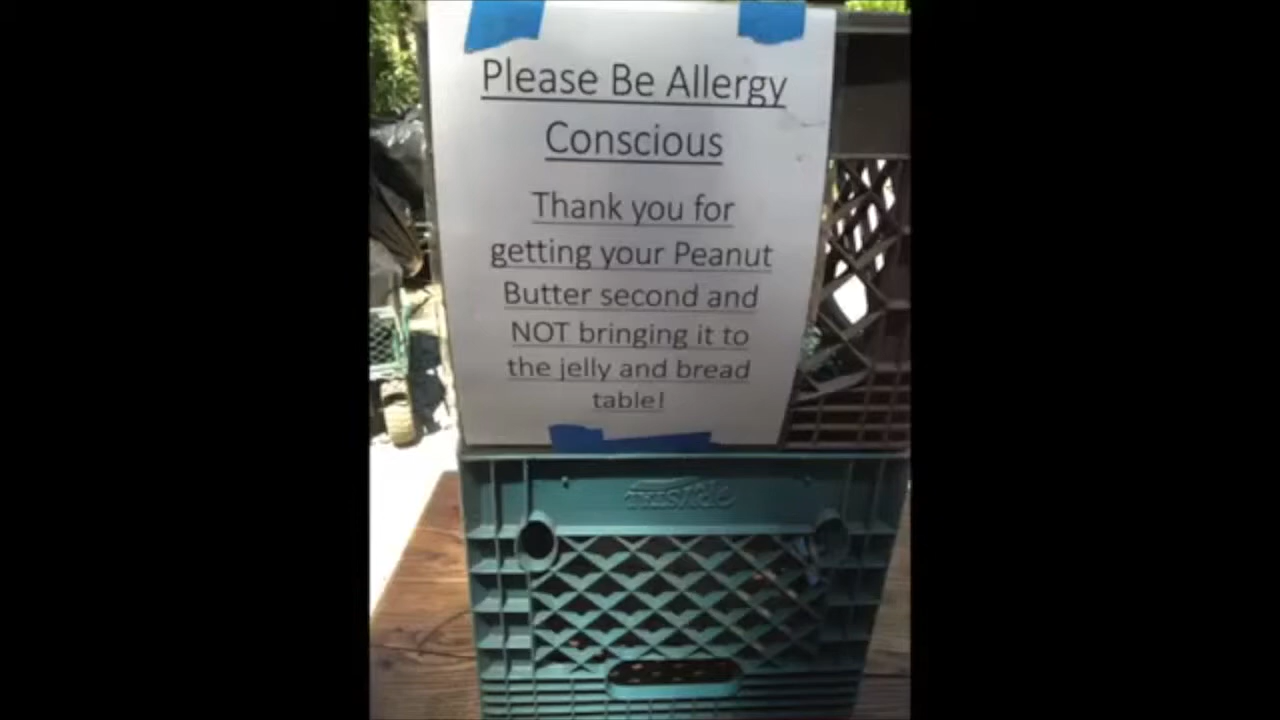 Please Be Allergy
Conscious
Thank you for
getting your Peanut
Butter second and
NOT bringing it to
the jelly and bread
table!